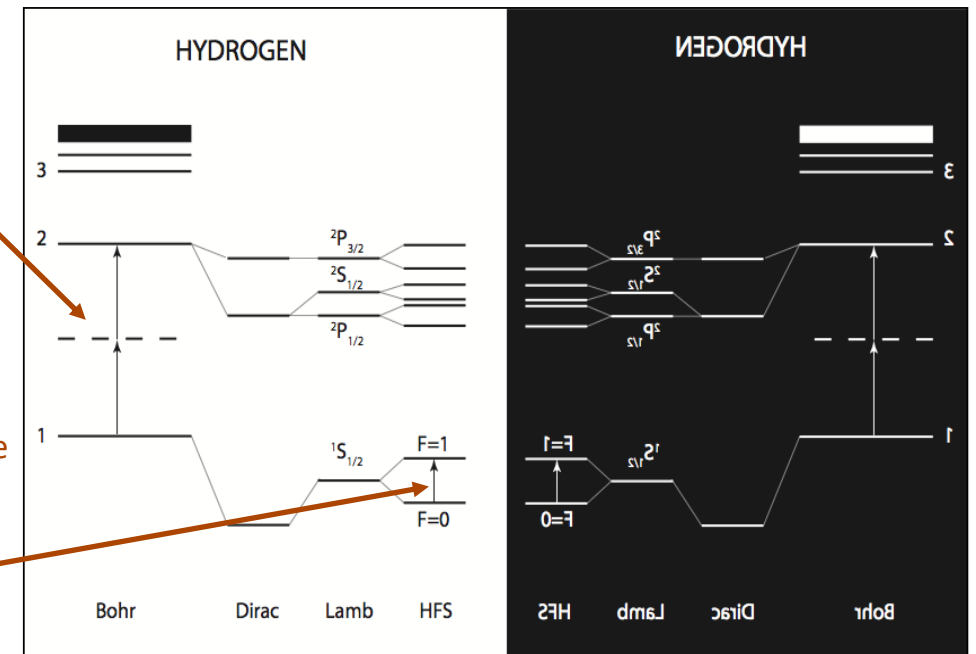 HYDROGEN
3
2
²P₃/₂
²S₁/₂
²P₁/₂
1
¹S₁/₂
F=1
F=0
Bohr Dirac Lamb HFS
e
HYDROGEN
3
2
²P₃/₂
²S₁/₂
²P₁/₂
1
¹S₁/₂
F=1
F=0
HFS Lamb Dirac Bohr